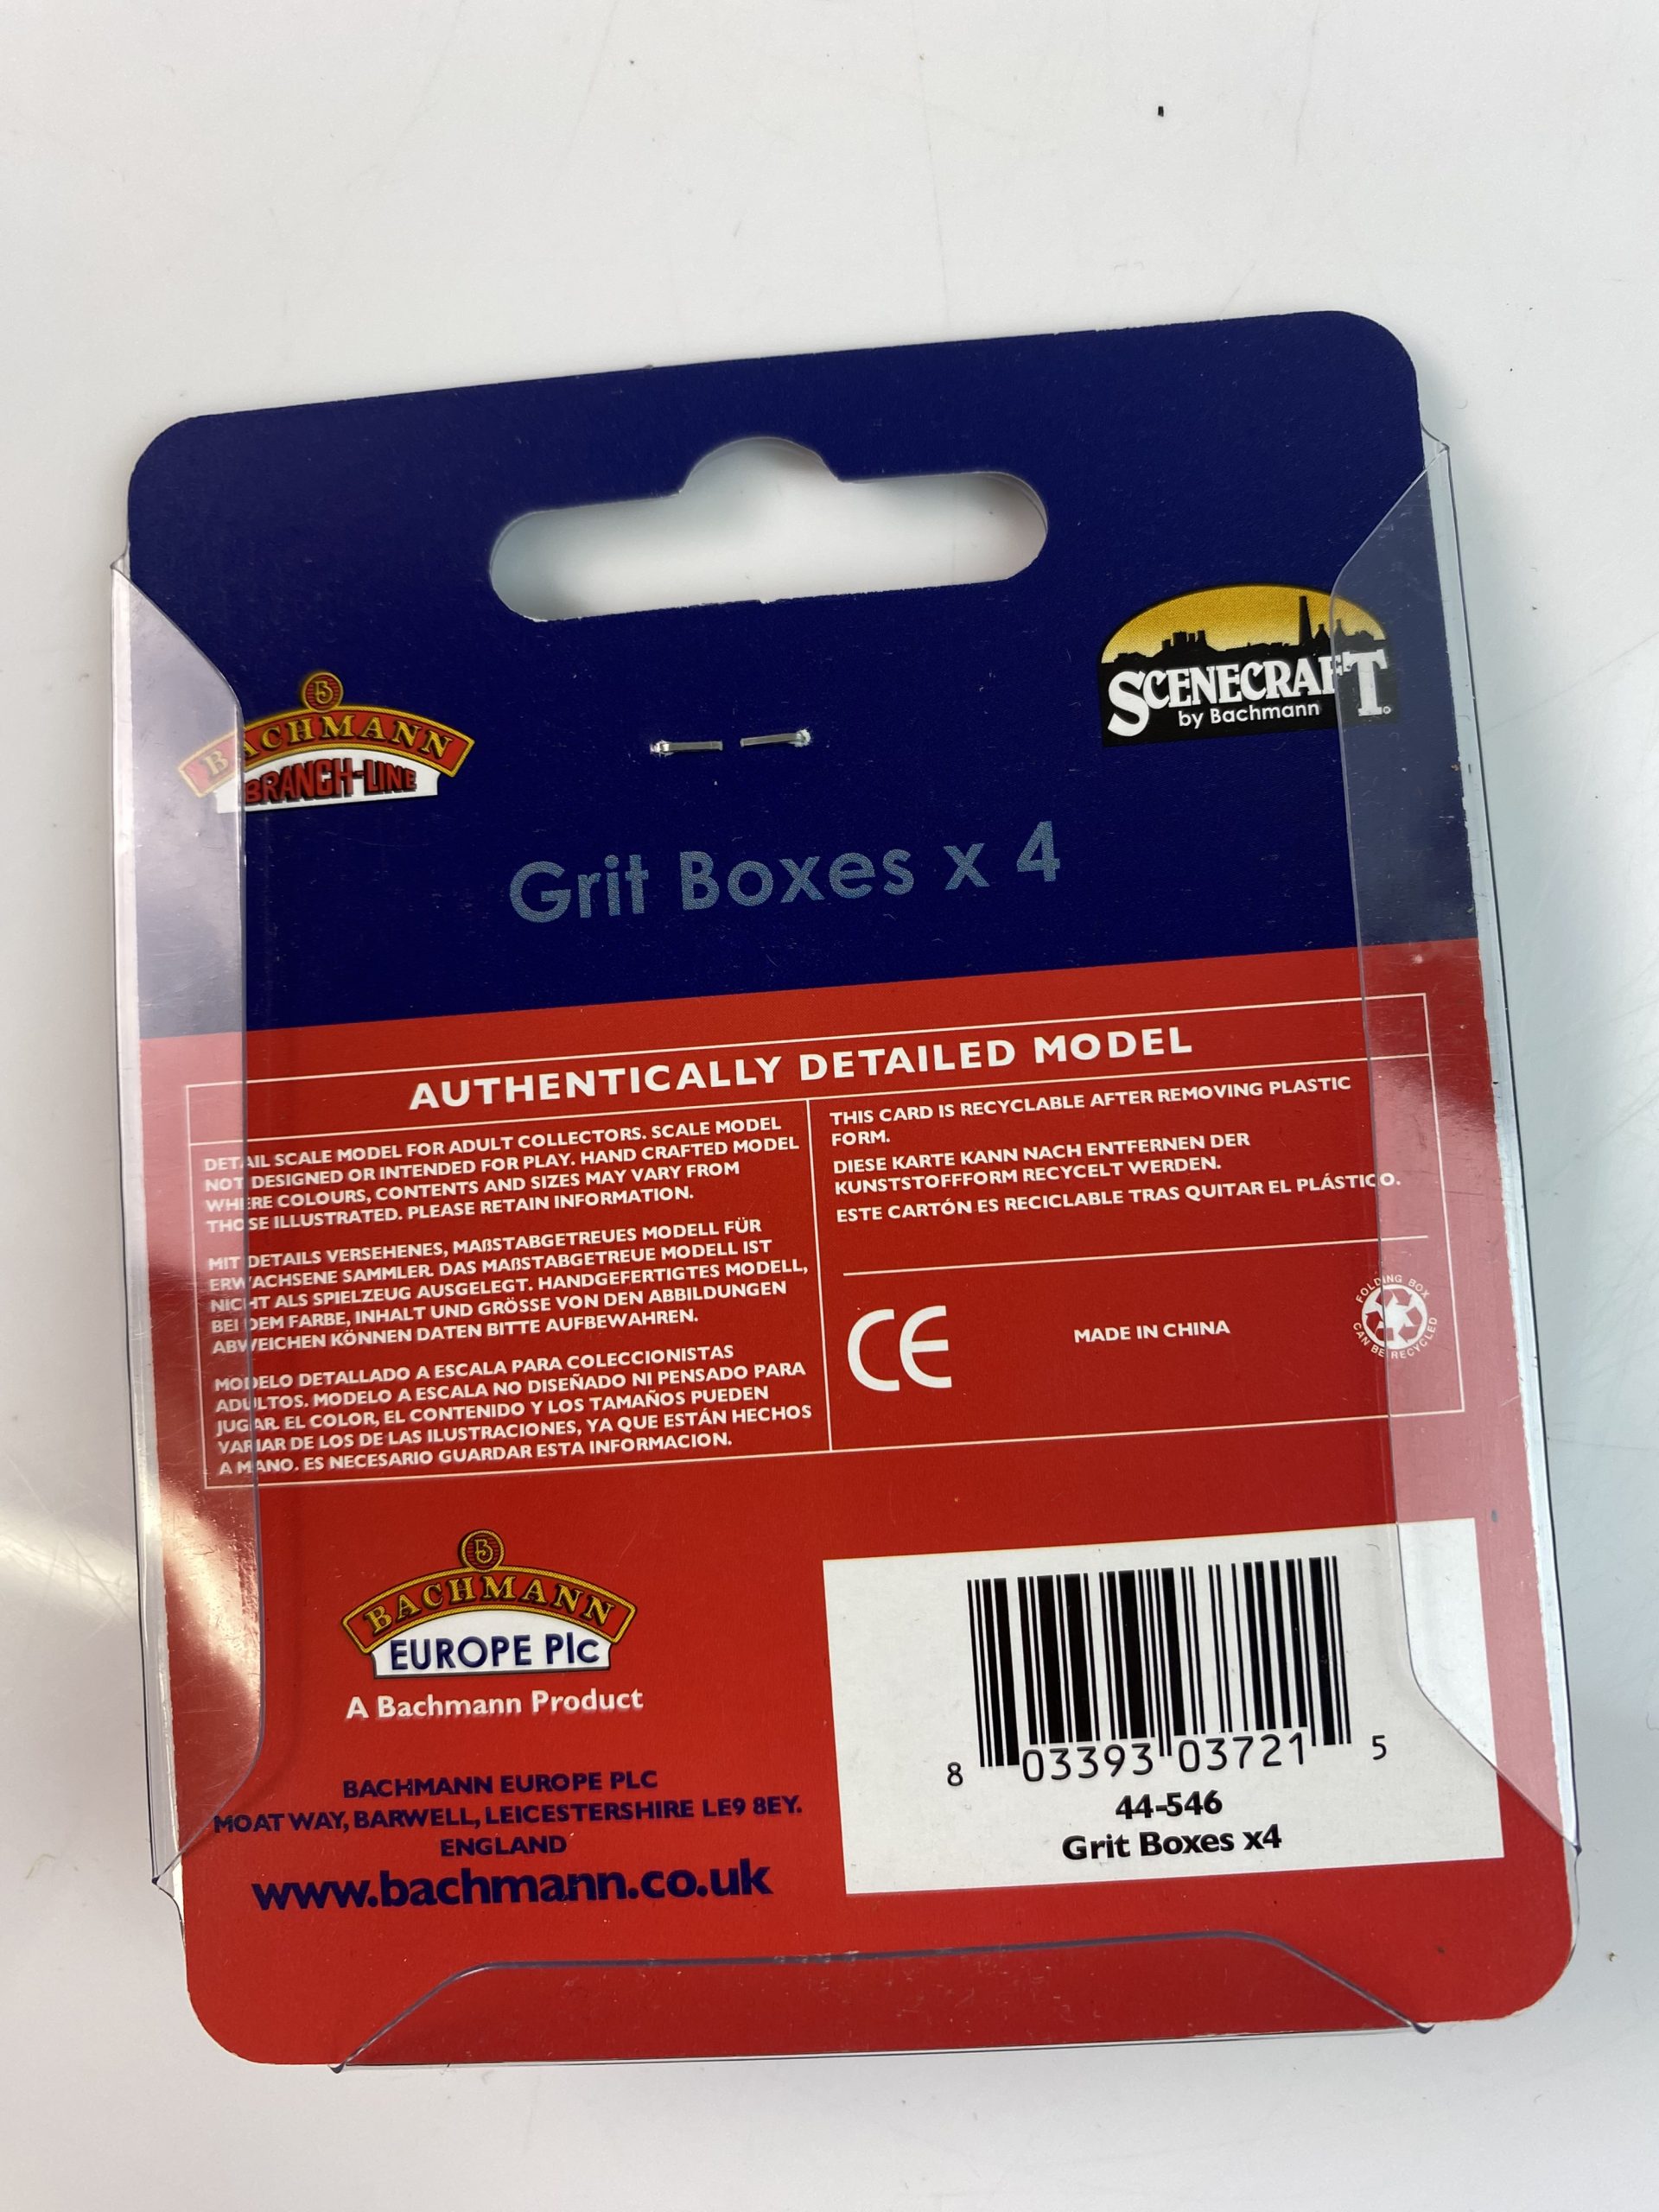 BACHMANN
BRANCH-LINE
SCENECRAFT
by Bachmann
Grit Boxes x 4
AUTHENTICALLY DETAILED MODEL
DETAIL SCALE MODEL FOR ADULT COLLECTORS. SCALE MODEL
NOT DESIGNED OR INTENDED FOR PLAY. HAND CRAFTED MODEL
WHERE COLOURS, CONTENTS AND SIZES MAY VARY FROM
THOSE ILLUSTRATED. PLEASE RETAIN INFORMATION.
MIT DETAILS VERSEHENES, MAßSTABGETREUES MODELL FÜR
ERWACHSENE SAMMLER. DAS MAßSTABGETREUE MODELL IST
NICHT ALS SPIELZEUG AUSGELEGT. HANDGEFERTIGTES MODELL,
BEI DEM FARBE, INHALT UND GRÖSSE VON DEN ABBILDUNGEN
ABWEICHEN KÖNNEN DATEN BITTE AUFBEWAHREN.
MODELO DETALLADO A ESCALA PARA COLECCIONISTAS
ADULTOS. MODELO A ESCALA NO DISEÑADO NI PENSADO PARA
JUGAR. EL COLOR, EL CONTENIDO Y LOS TAMAÑOS PUEDEN
VARIAR DE LOS DE LAS ILUSTRACIONES, YA QUE ESTÁN HECHOS
A MANO. ES NECESARIO GUARDAR ESTA INFORMACION.
THIS CARD IS RECYCLABLE AFTER REMOVING PLASTIC
FORM.
DIESE KARTE KANN NACH ENTFERNEN DER
KUNSTSTOFFFORM RECYCELT WERDEN.
ESTE CARTÓN ES RECICLABLE TRAS QUITAR EL PLÁSTICO.
CE
MADE IN CHINA
FOLDING BOX
CAN BE RECYCLED
B
BACHMANN
EUROPE Plc
A Bachmann Product
BACHMANN EUROPE PLC
MOAT WAY, BARWELL, LEICESTERSHIRE LE9 8EY.
ENGLAND
www.bachmann.co.uk
8 03393 03721 5
44-546
Grit Boxes x4